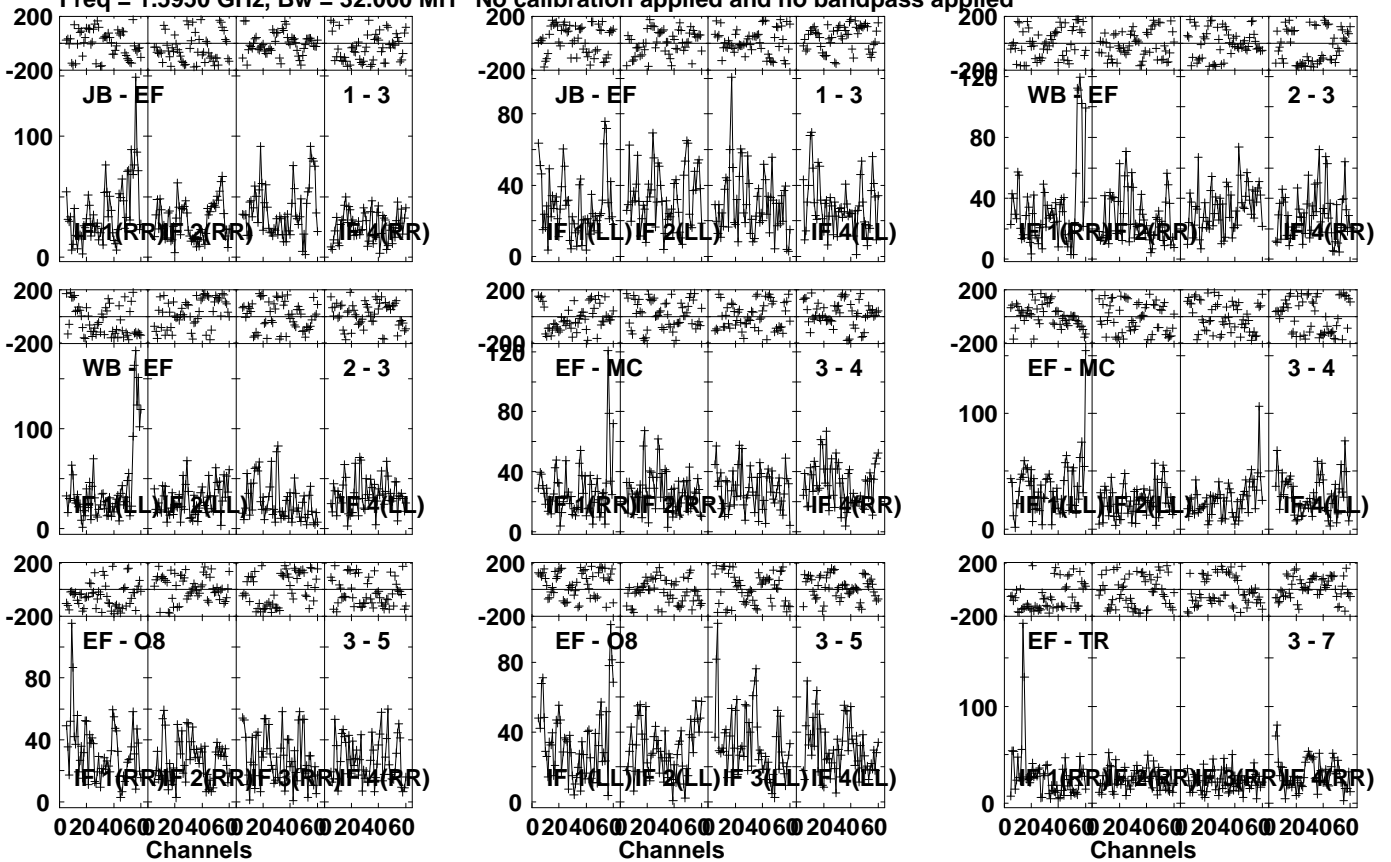 Freq = 1.5950 GHz, Bw = 32.000 MH No calibration applied and no bandpass applied
200
-200
100
0
JB - EF 1 - 3
IF 1(RR) IF 2(RR) IF 4(RR)
200
-200
80
40
0
JB - EF 1 - 3
IF 1(LL) IF 2(LL) IF 4(LL)
200
-200
120
80
40
0
WB - EF 2 - 3
IF 1(RR) IF 2(RR) IF 4(RR)
200
-200
100
0
WB - EF 2 - 3
IF 1(LL) IF 2(LL) IF 4(LL)
200
-200
120
80
40
0
EF - MC 3 - 4
IF 1(RR) IF 2(RR) IF 4(RR)
200
-200
100
0
EF - MC 3 - 4
IF 1(LL) IF 2(LL) IF 4(LL)
200
-200
80
40
0
EF - O8 3 - 5
IF 1(RR) IF 2(RR) IF 3(RR) IF 4(RR)
0 20 40 60 0 20 40 60 0 20 40 60 0 20 40 60
Channels
200
-200
80
40
0
EF - O8 3 - 5
IF 1(LL) IF 2(LL) IF 3(LL) IF 4(LL)
0 20 40 60 0 20 40 60 0 20 40 60 0 20 40 60
Channels
200
-200
100
0
EF - TR 3 - 7
IF 1(RR) IF 2(RR) IF 3(RR) IF 4(RR)
0 20 40 60 0 20 40 60 0 20 40 60 0 20 40 60
Channels